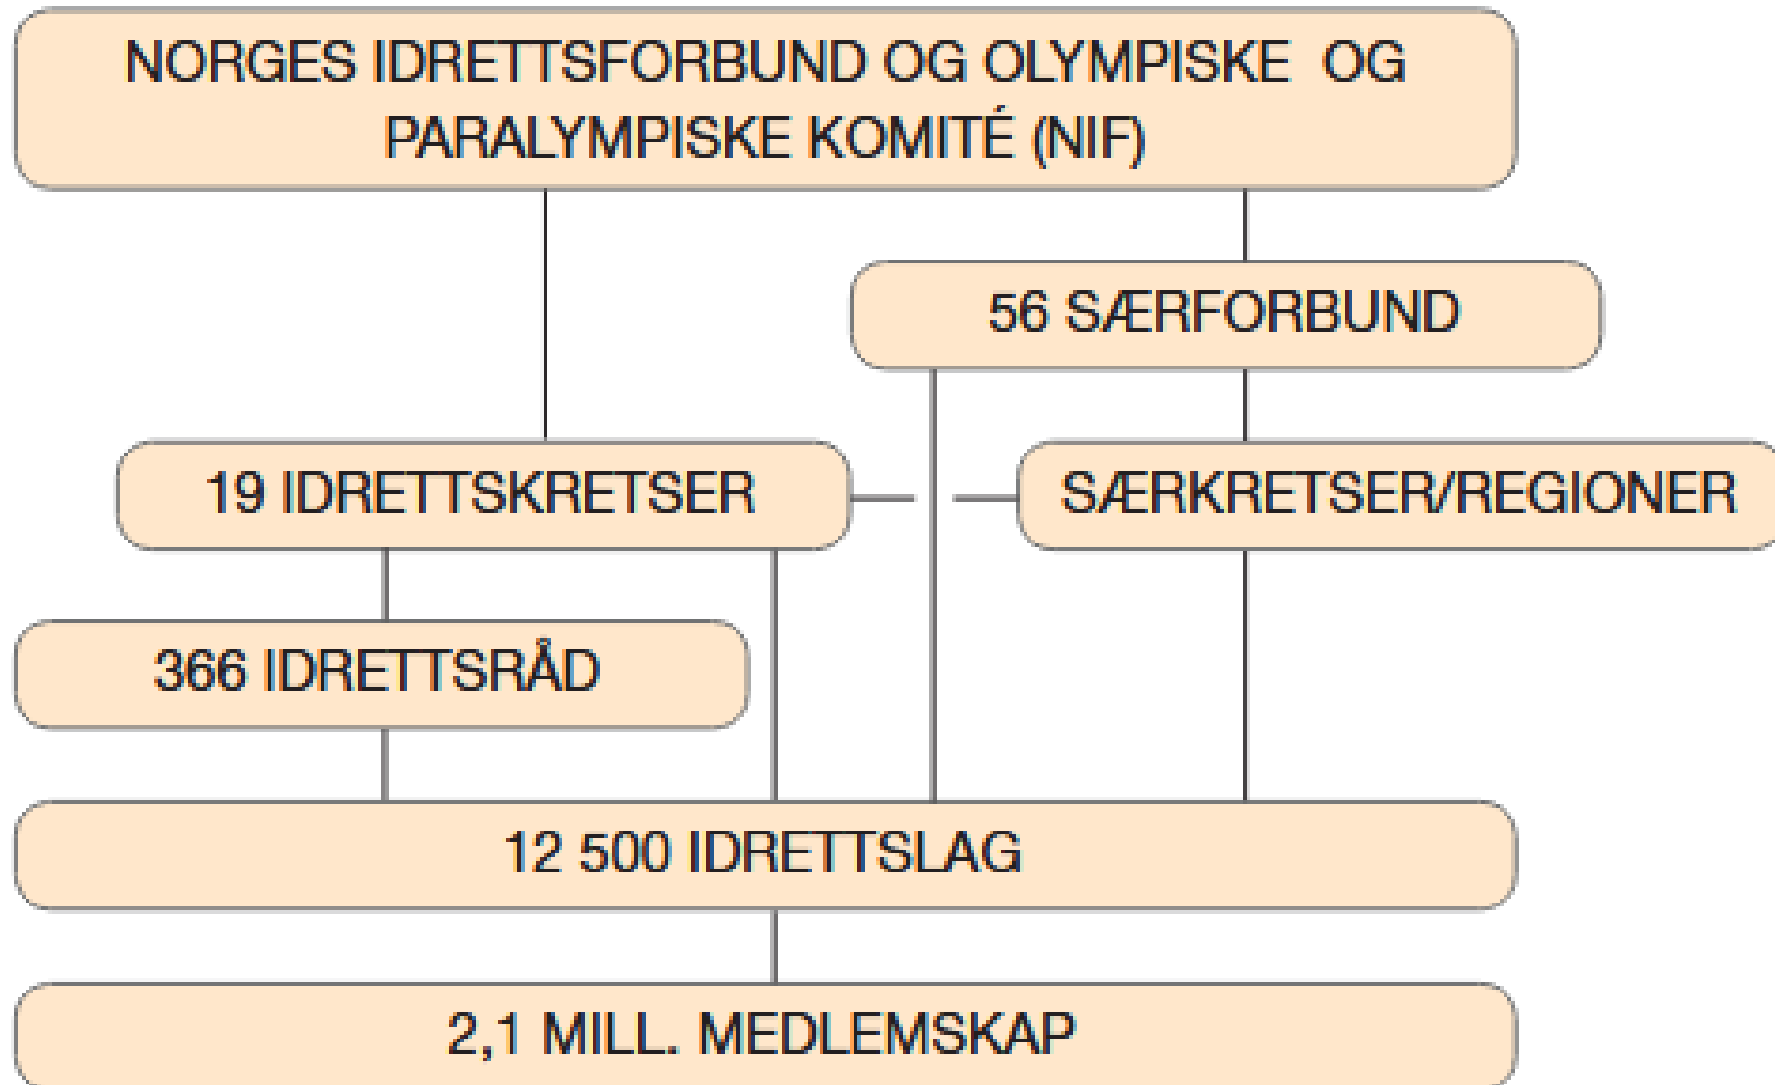 NORGES IDRETTSFORBUND OG OLYMPISKE OG
PARALYMPISKE KOMITÉ (NIF)
56 SÆRFORBUND
19 IDRETTSKRETSER
SÆRKRETSER/REGIONER
366 IDRETTSRÅD
12 500 IDRETTSLAG
2,1 MILL. MEDLEMSKAP